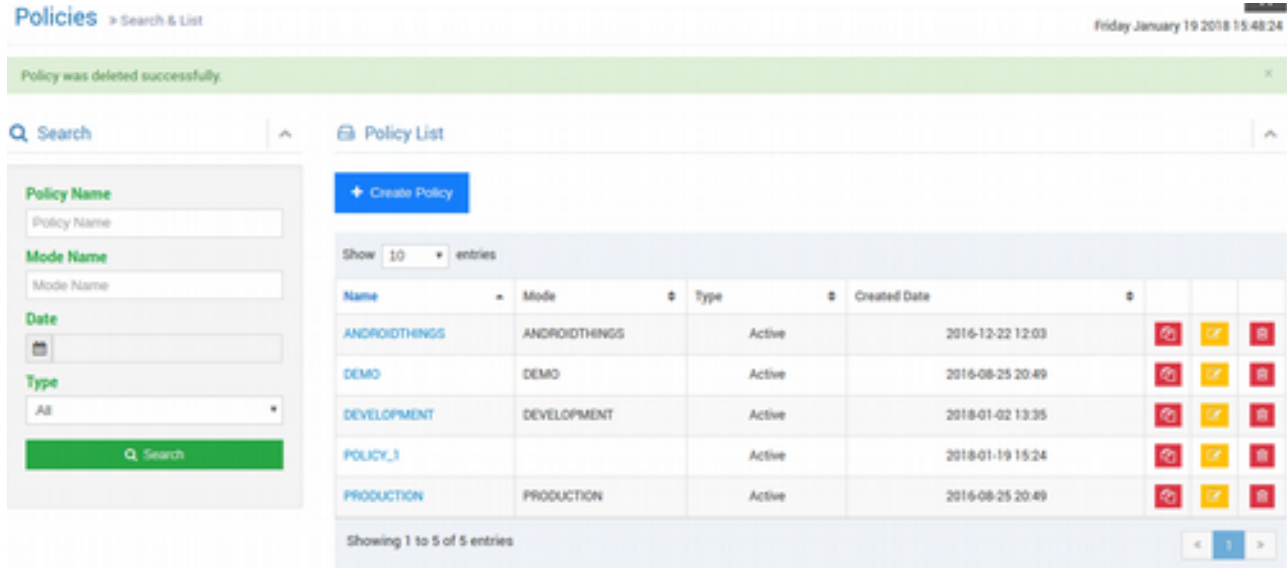 Policies » Search & List
Friday January 19 2018 15:48:24
Policy was deleted successfully.
×
Search
Policy List
Policy Name
Policy Name
Mode Name
Mode Name
Date
Type
All
Search
+ Create Policy
Show 10 entries
Name Mode Type Created Date
ANDROIDTHINGS ANDROIDTHINGS Active 2016-12-22 12:03
DEMO DEMO Active 2016-08-25 20:49
DEVELOPMENT DEVELOPMENT Active 2018-01-02 13:35
POLICY_1 Active 2018-01-19 15:24
PRODUCTION PRODUCTION Active 2016-08-25 20:49
Showing 1 to 5 of 5 entries
« 1 »